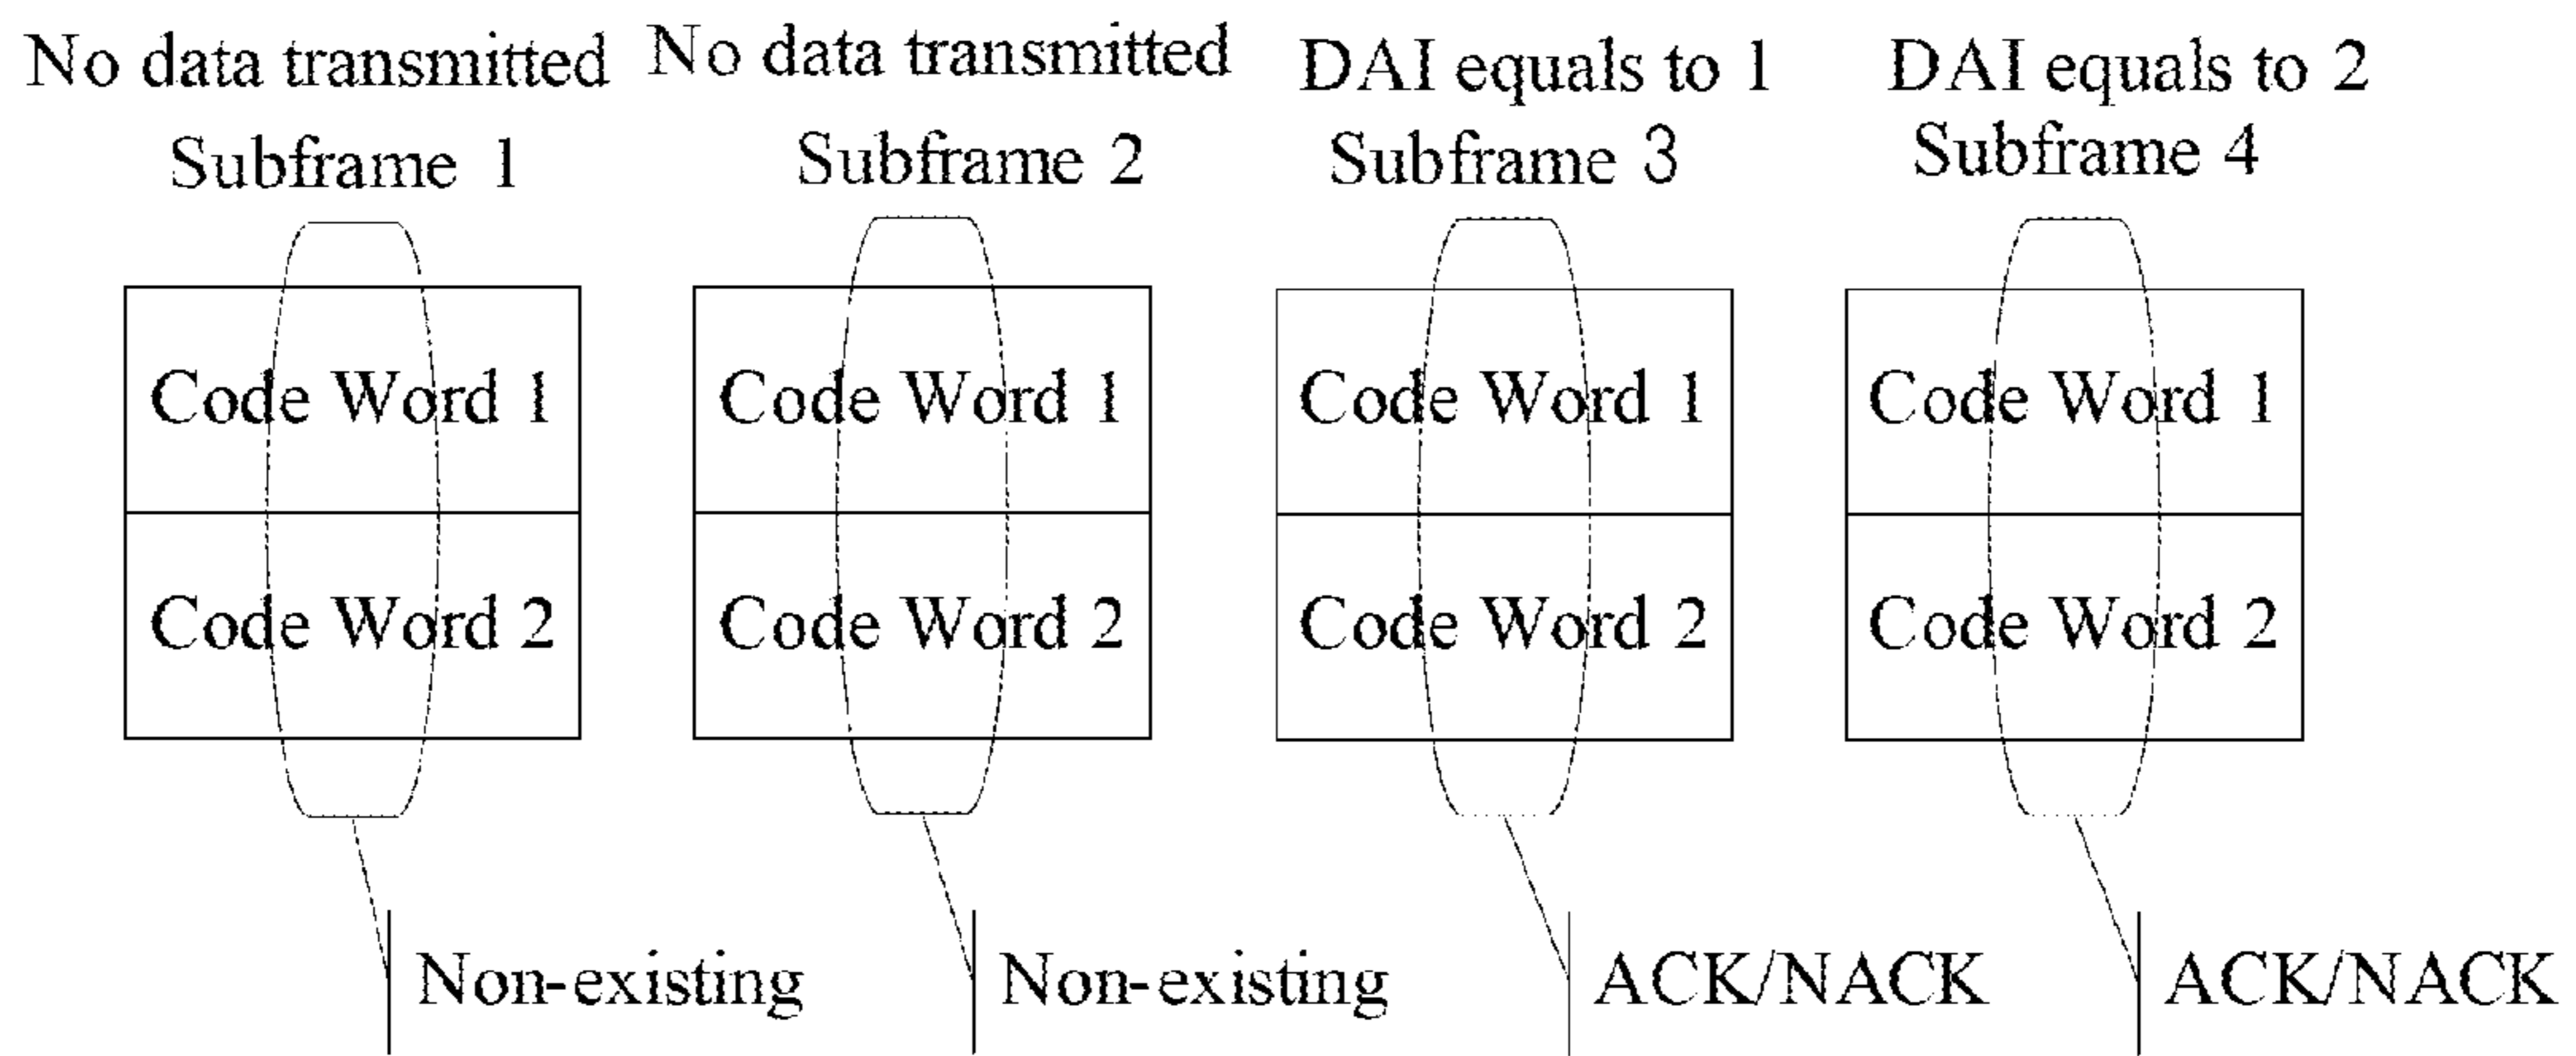 No data transmitted
Subframe 1
Code Word 1
Code Word 2
Non-existing
No data transmitted
Subframe 2
Code Word 1
Code Word 2
Non-existing
DAI equals to 1
Subframe 3
Code Word 1
Code Word 2
ACK/NACK
DAI equals to 2
Subframe 4
Code Word 1
Code Word 2
ACK/NACK